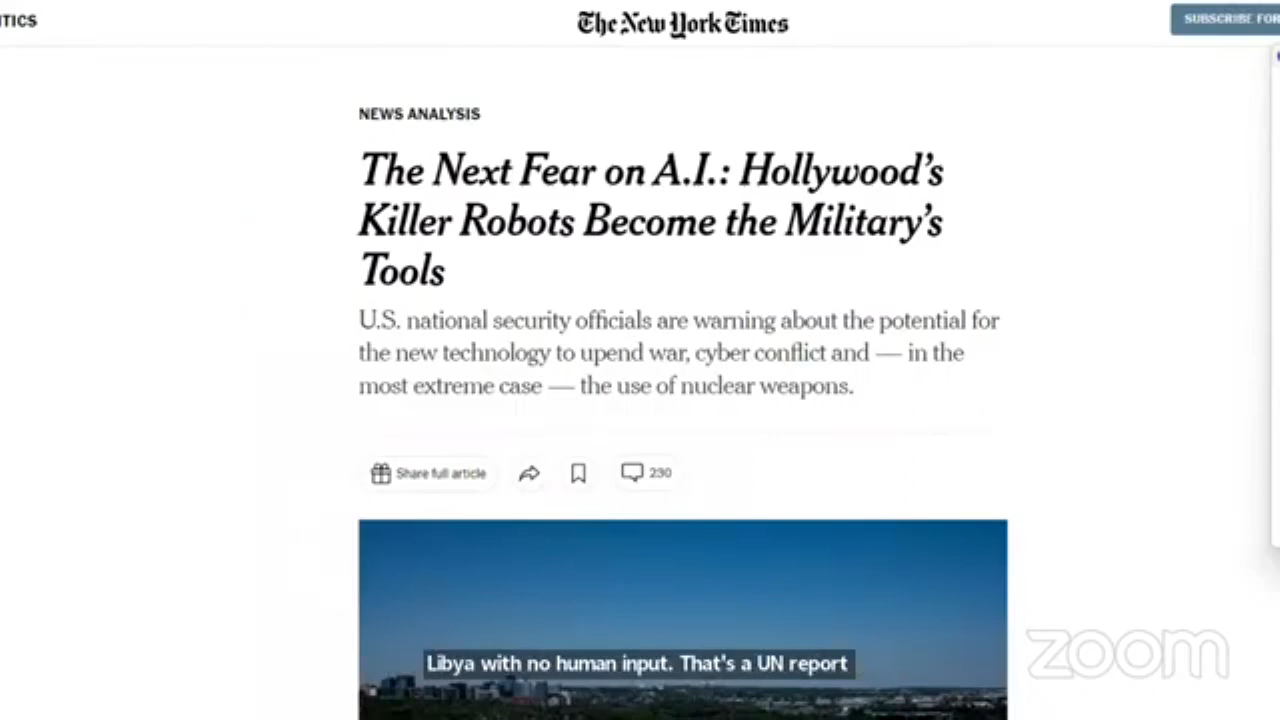 The New York Times
SUBSCRIBE FOR
NEWS ANALYSIS
The Next Fear on A.I.: Hollywood's
Killer Robots Become the Military's
Tools
U.S. national security officials are warning about the potential for
the new technology to upend war, cyber conflict and — in the
most extreme case — the use of nuclear weapons.
Share full article
230
Libya with no human input. That's a UN report
zoom